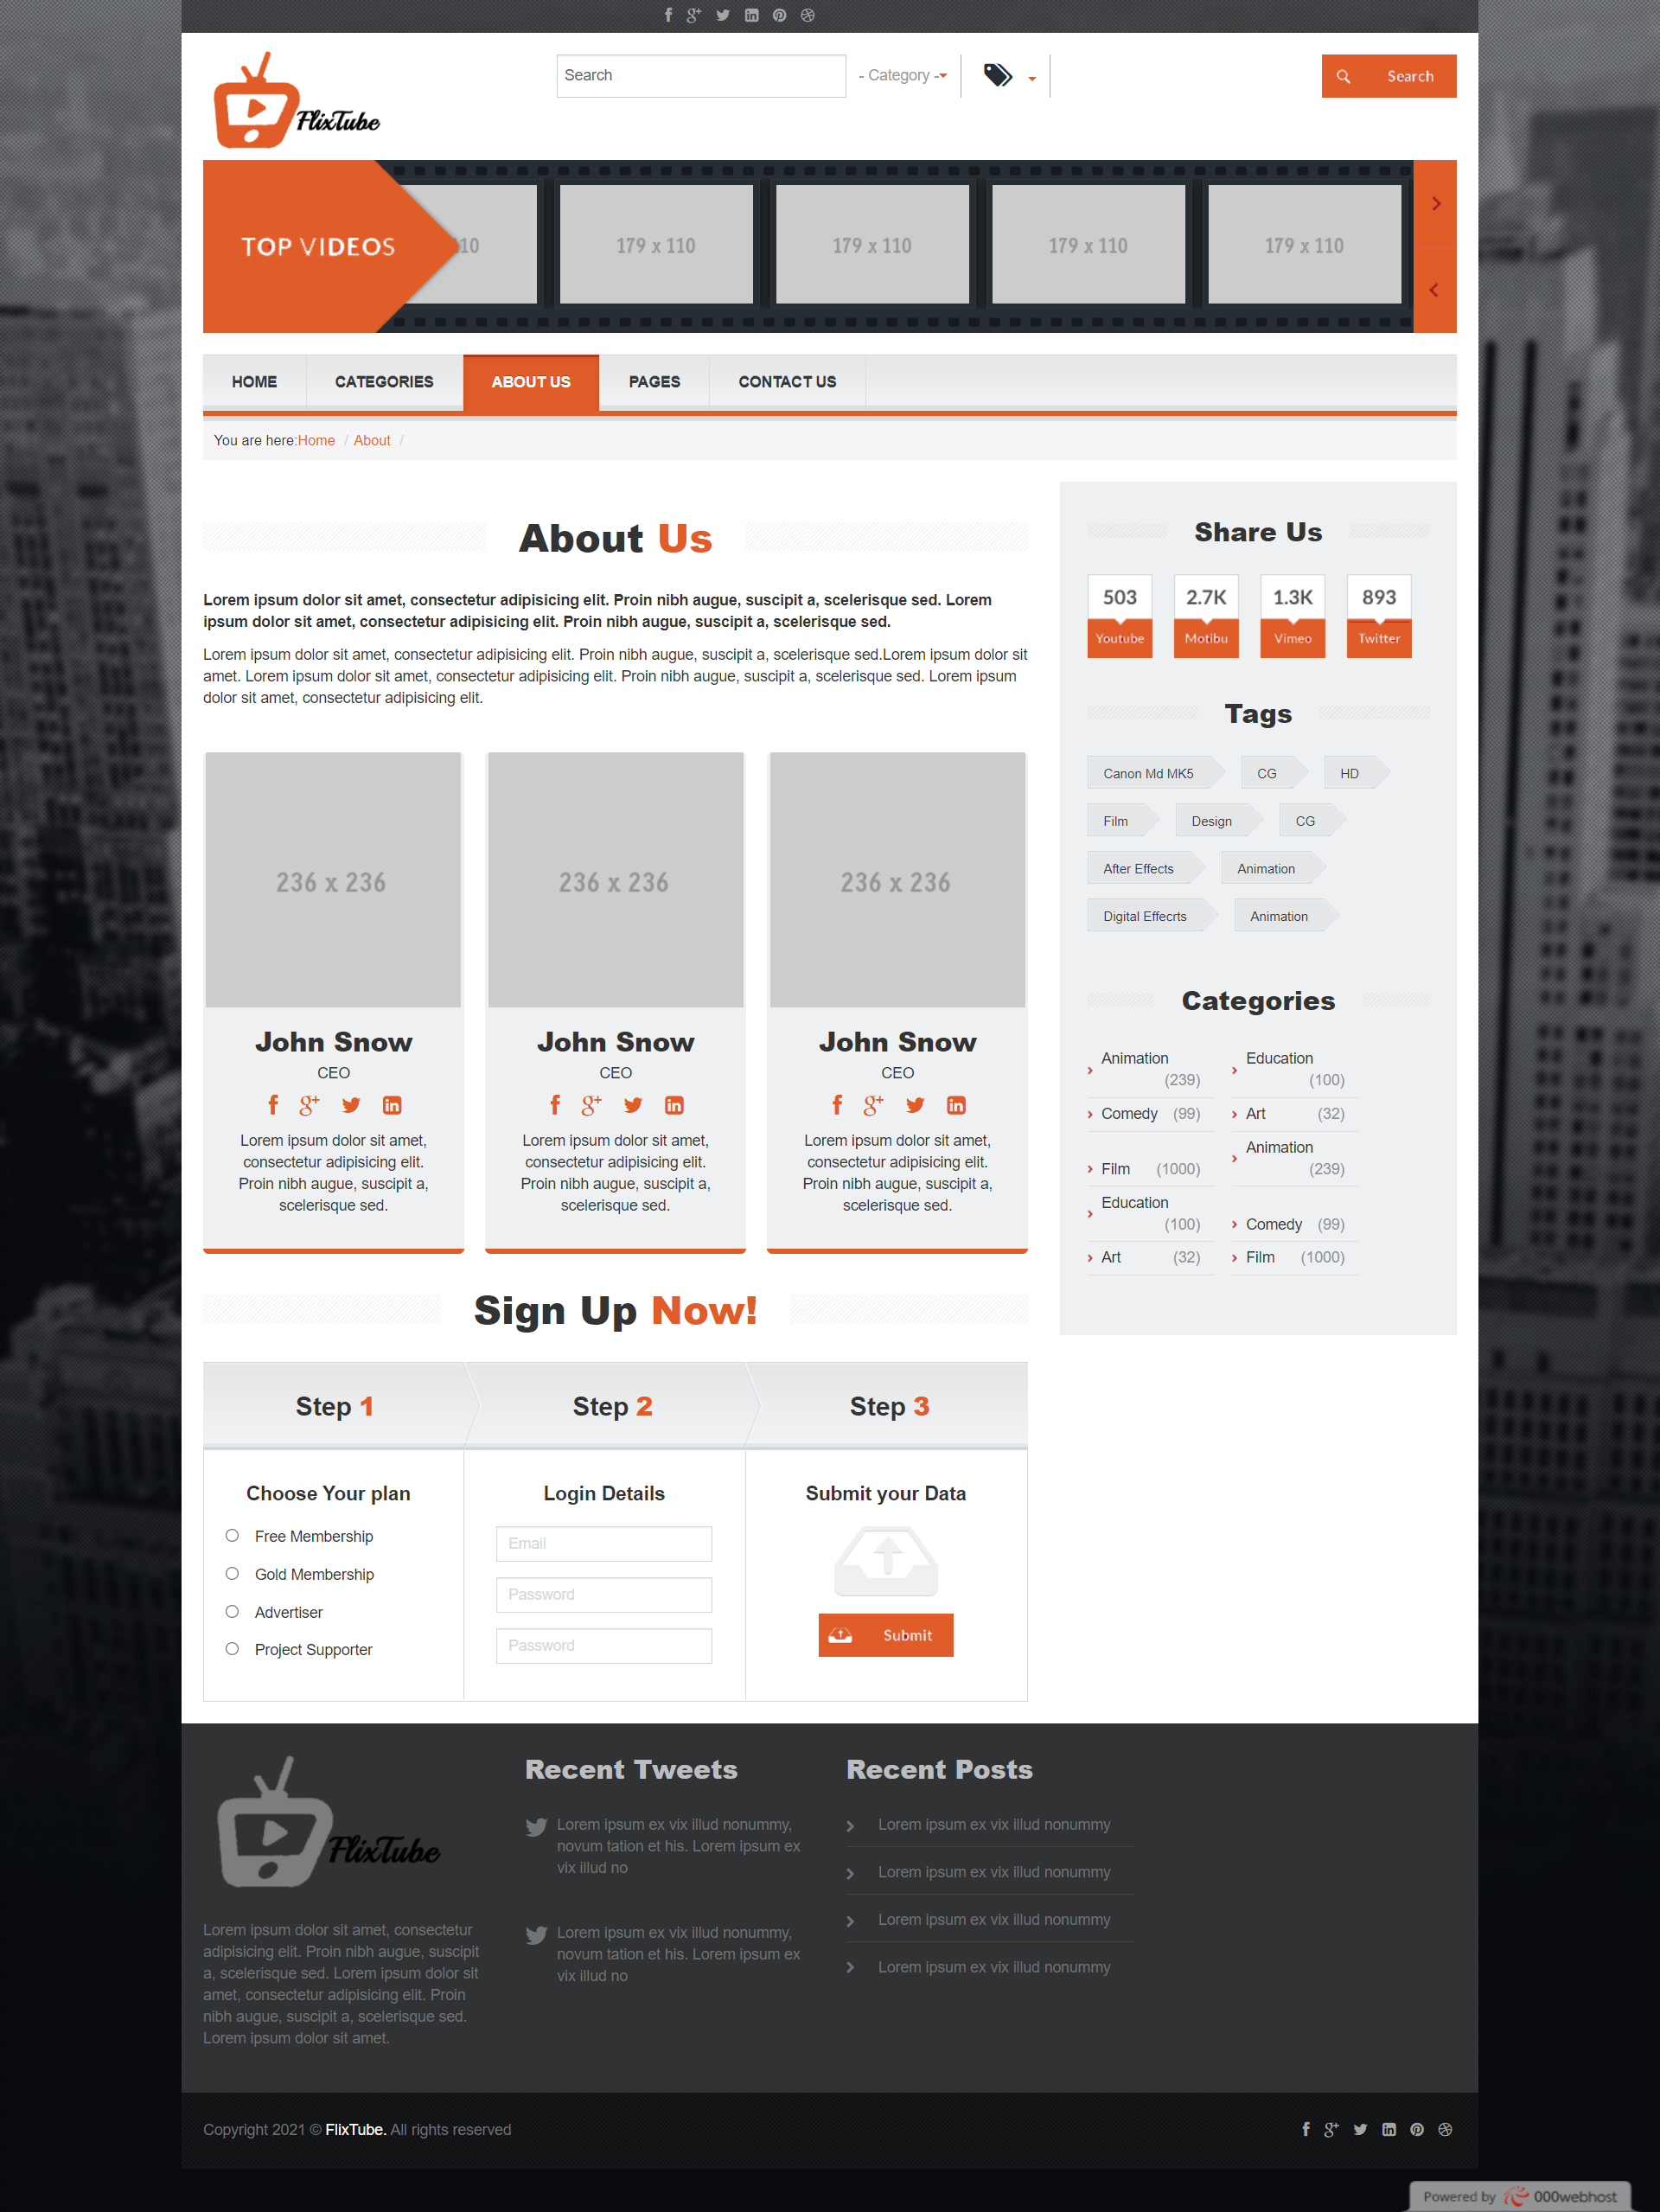 FlixTube
Search
- Category -
Search
TOP VIDEOS
10
179 x 110
179 x 110
179 x 110
179 x 110
HOME
CATEGORIES
ABOUT US
PAGES
CONTACT US
You are here:Home / About /
About Us
Lorem ipsum dolor sit amet, consectetur adipisicing elit. Proin nibh augue, suscipit a, scelerisque sed. Lorem
ipsum dolor sit amet, consectetur adipisicing elit. Proin nibh augue, suscipit a, scelerisque sed.
Lorem ipsum dolor sit amet, consectetur adipisicing elit. Proin nibh augue, suscipit a, scelerisque sed.Lorem ipsum dolor sit
amet. Lorem ipsum dolor sit amet, consectetur adipisicing elit. Proin nibh augue, suscipit a, scelerisque sed. Lorem ipsum
dolor sit amet, consectetur adipisicing elit.
236 x 236
John Snow
CEO
Lorem ipsum dolor sit amet,
consectetur adipisicing elit.
Proin nibh augue, suscipit a,
scelerisque sed.
236 x 236
John Snow
CEO
Lorem ipsum dolor sit amet,
consectetur adipisicing elit.
Proin nibh augue, suscipit a,
scelerisque sed.
236 x 236
John Snow
CEO
Lorem ipsum dolor sit amet,
consectetur adipisicing elit.
Proin nibh augue, suscipit a,
scelerisque sed.
Sign Up Now!
Step 1
Step 2
Step 3
Choose Your plan
Free Membership
Gold Membership
Advertiser
Project Supporter
Login Details
Email
Password
Password
Submit your Data
Submit
Share Us
503
Youtube
2.7K
Motibu
1.3K
Vimeo
893
Twitter
Tags
Canon Md MK5
CG
HD
Film
Design
CG
After Effects
Animation
Digital Effecrts
Animation
Categories
Animation
(239)
Education
(100)
Comedy (99)
Art (32)
Film (1000)
Animation
(239)
Education
(100)
Comedy (99)
Art (32)
Film (1000)
FlixTube
Lorem ipsum dolor sit amet, consectetur
adipisicing elit. Proin nibh augue, suscipit
a, scelerisque sed. Lorem ipsum dolor sit
amet, consectetur adipisicing elit. Proin
nibh augue, suscipit a, scelerisque sed.
Lorem ipsum dolor sit amet.
Recent Tweets
Lorem ipsum ex vix illud nonummy,
novum tation et his. Lorem ipsum ex
vix illud no
Lorem ipsum ex vix illud nonummy,
novum tation et his. Lorem ipsum ex
vix illud no
Recent Posts
Lorem ipsum ex vix illud nonummy
Lorem ipsum ex vix illud nonummy
Lorem ipsum ex vix illud nonummy
Lorem ipsum ex vix illud nonummy
Copyright 2021 © FlixTube. All rights reserved
Powered by 000webhost